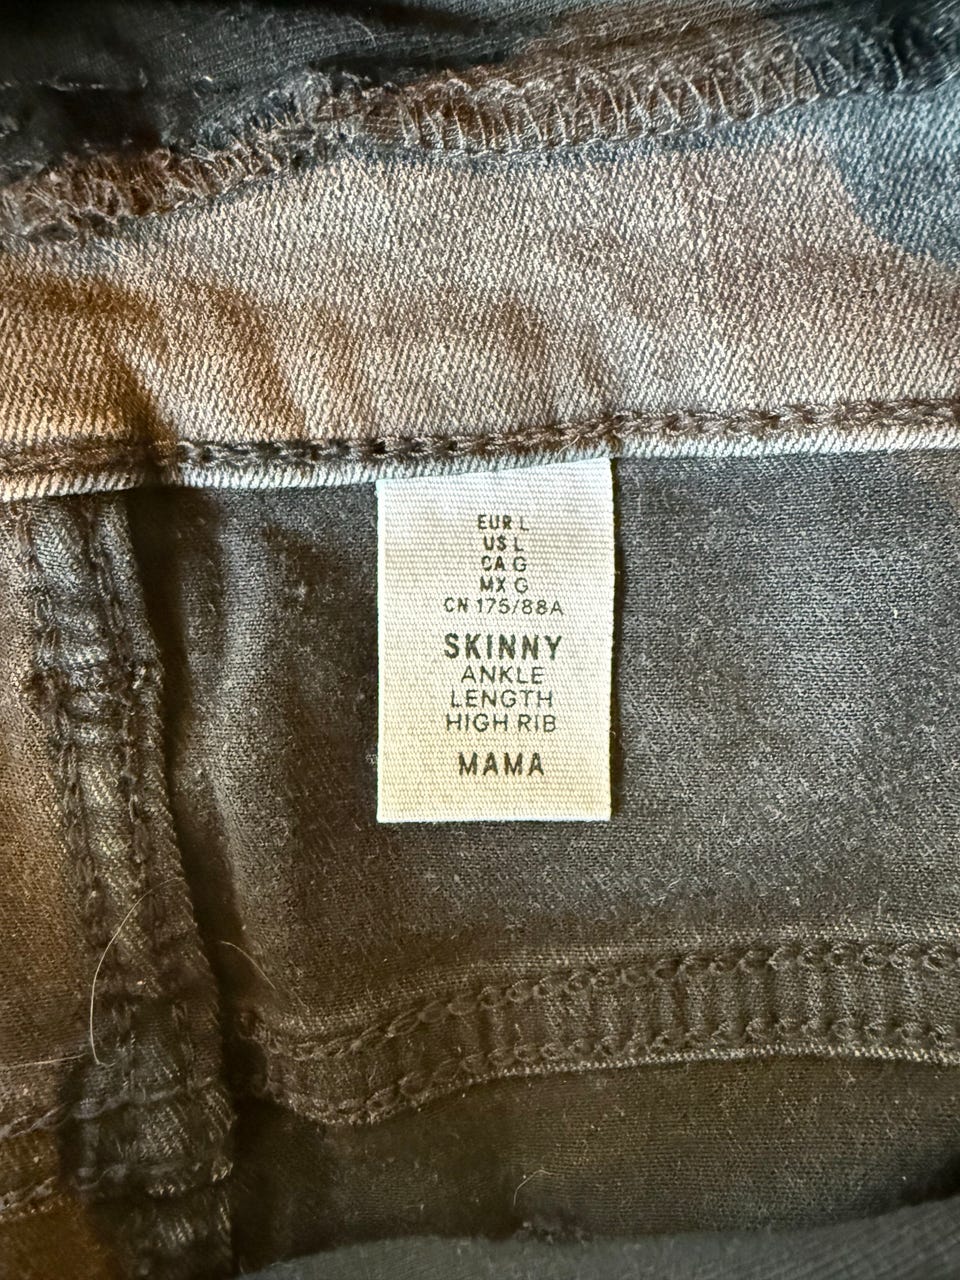 EUR L
US L
CA G
MX G
CN 175/88A
SKINNY
ANKLE
LENGTH
HIGH RIB
MAMA